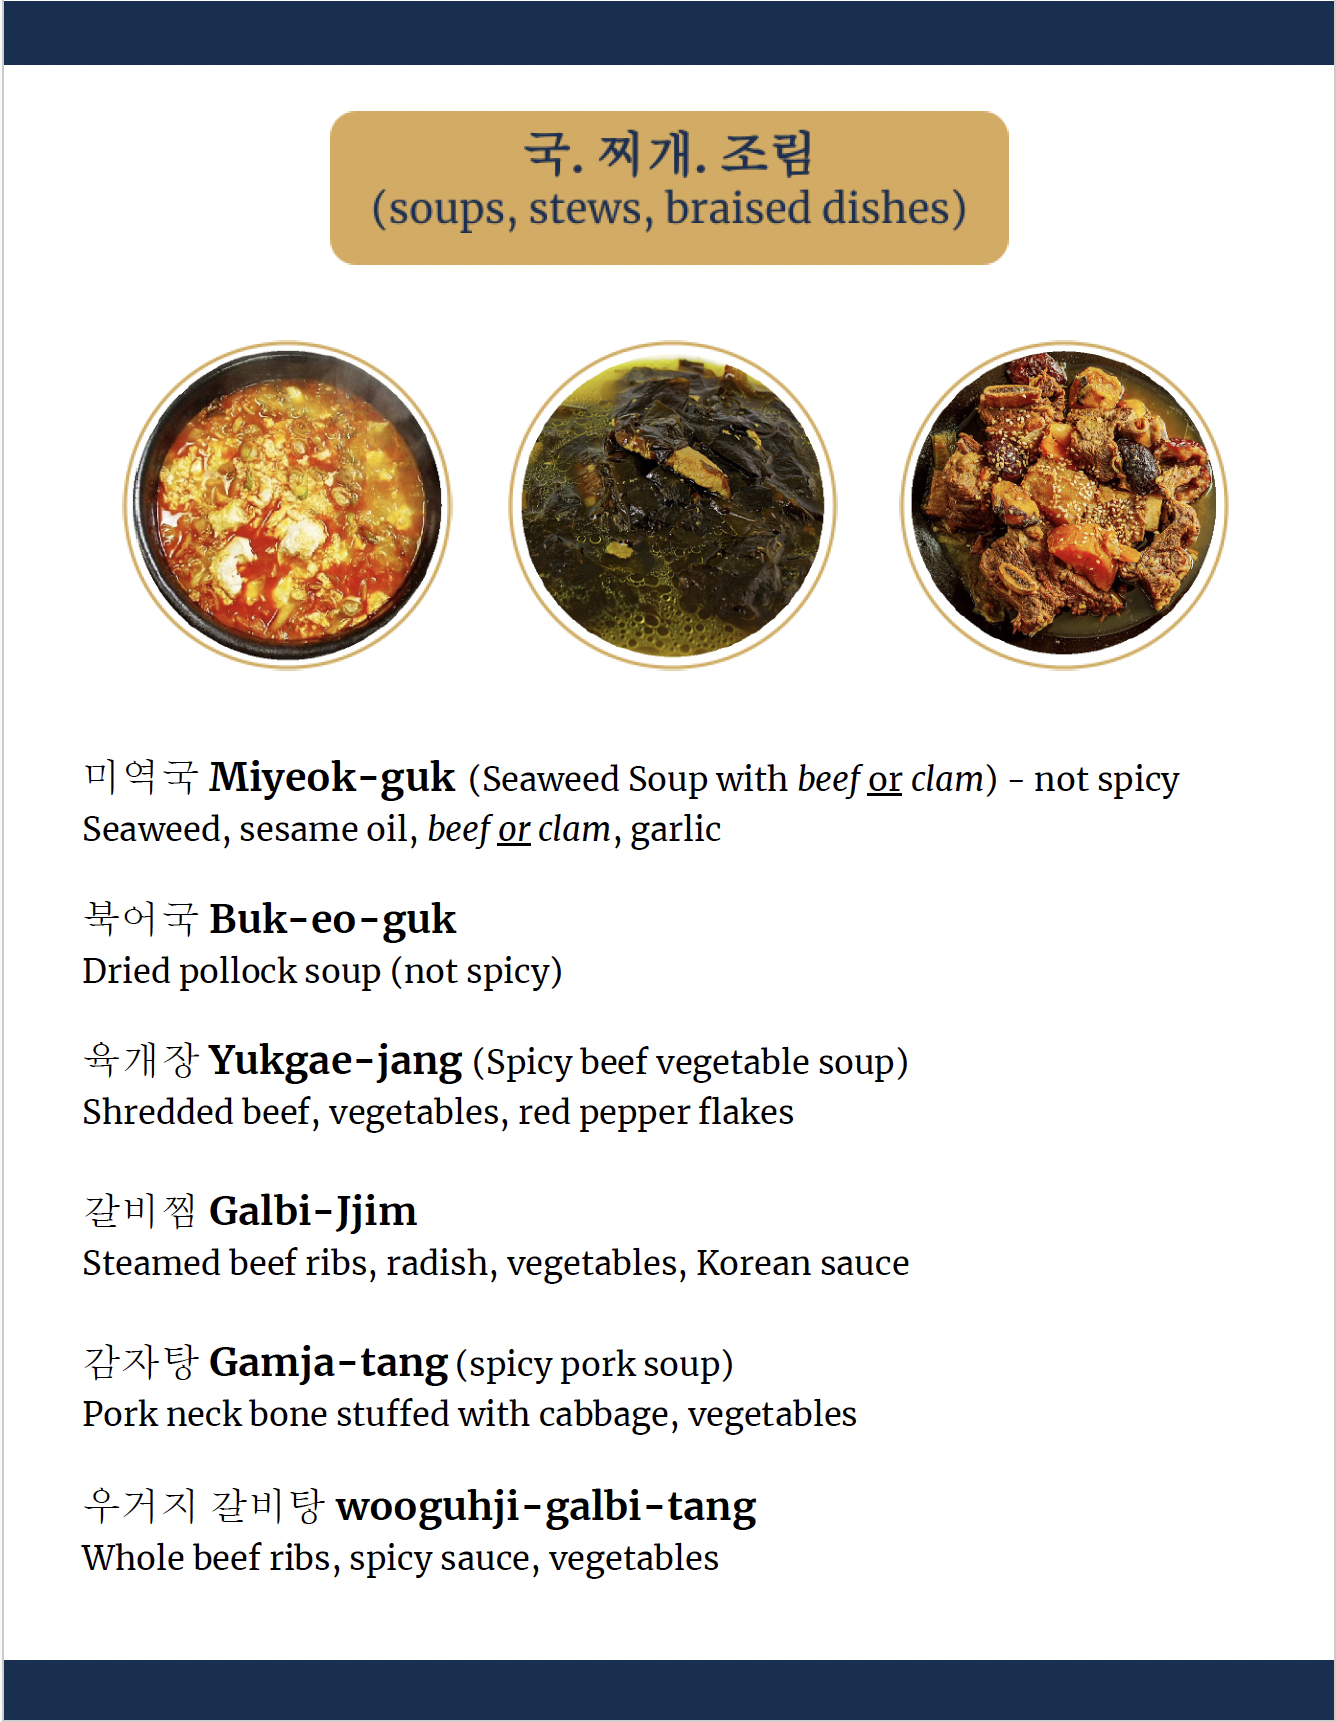 국. 찌개. 조림
(soups, stews, braised dishes)
미역국 Miyeok-guk (Seaweed Soup with beef or clam) - not spicy
Seaweed, sesame oil, beef or clam, garlic
북어국 Buk-eo-guk
Dried pollock soup (not spicy)
육개장 Yukgae-jang (Spicy beef vegetable soup)
Shredded beef, vegetables, red pepper flakes
갈비찜 Galbi-Jjim
Steamed beef ribs, radish, vegetables, Korean sauce
감자탕 Gamja-tang (spicy pork soup)
Pork neck bone stuffed with cabbage, vegetables
우거지 갈비탕 wooguhji-galbi-tang
Whole beef ribs, spicy sauce, vegetables